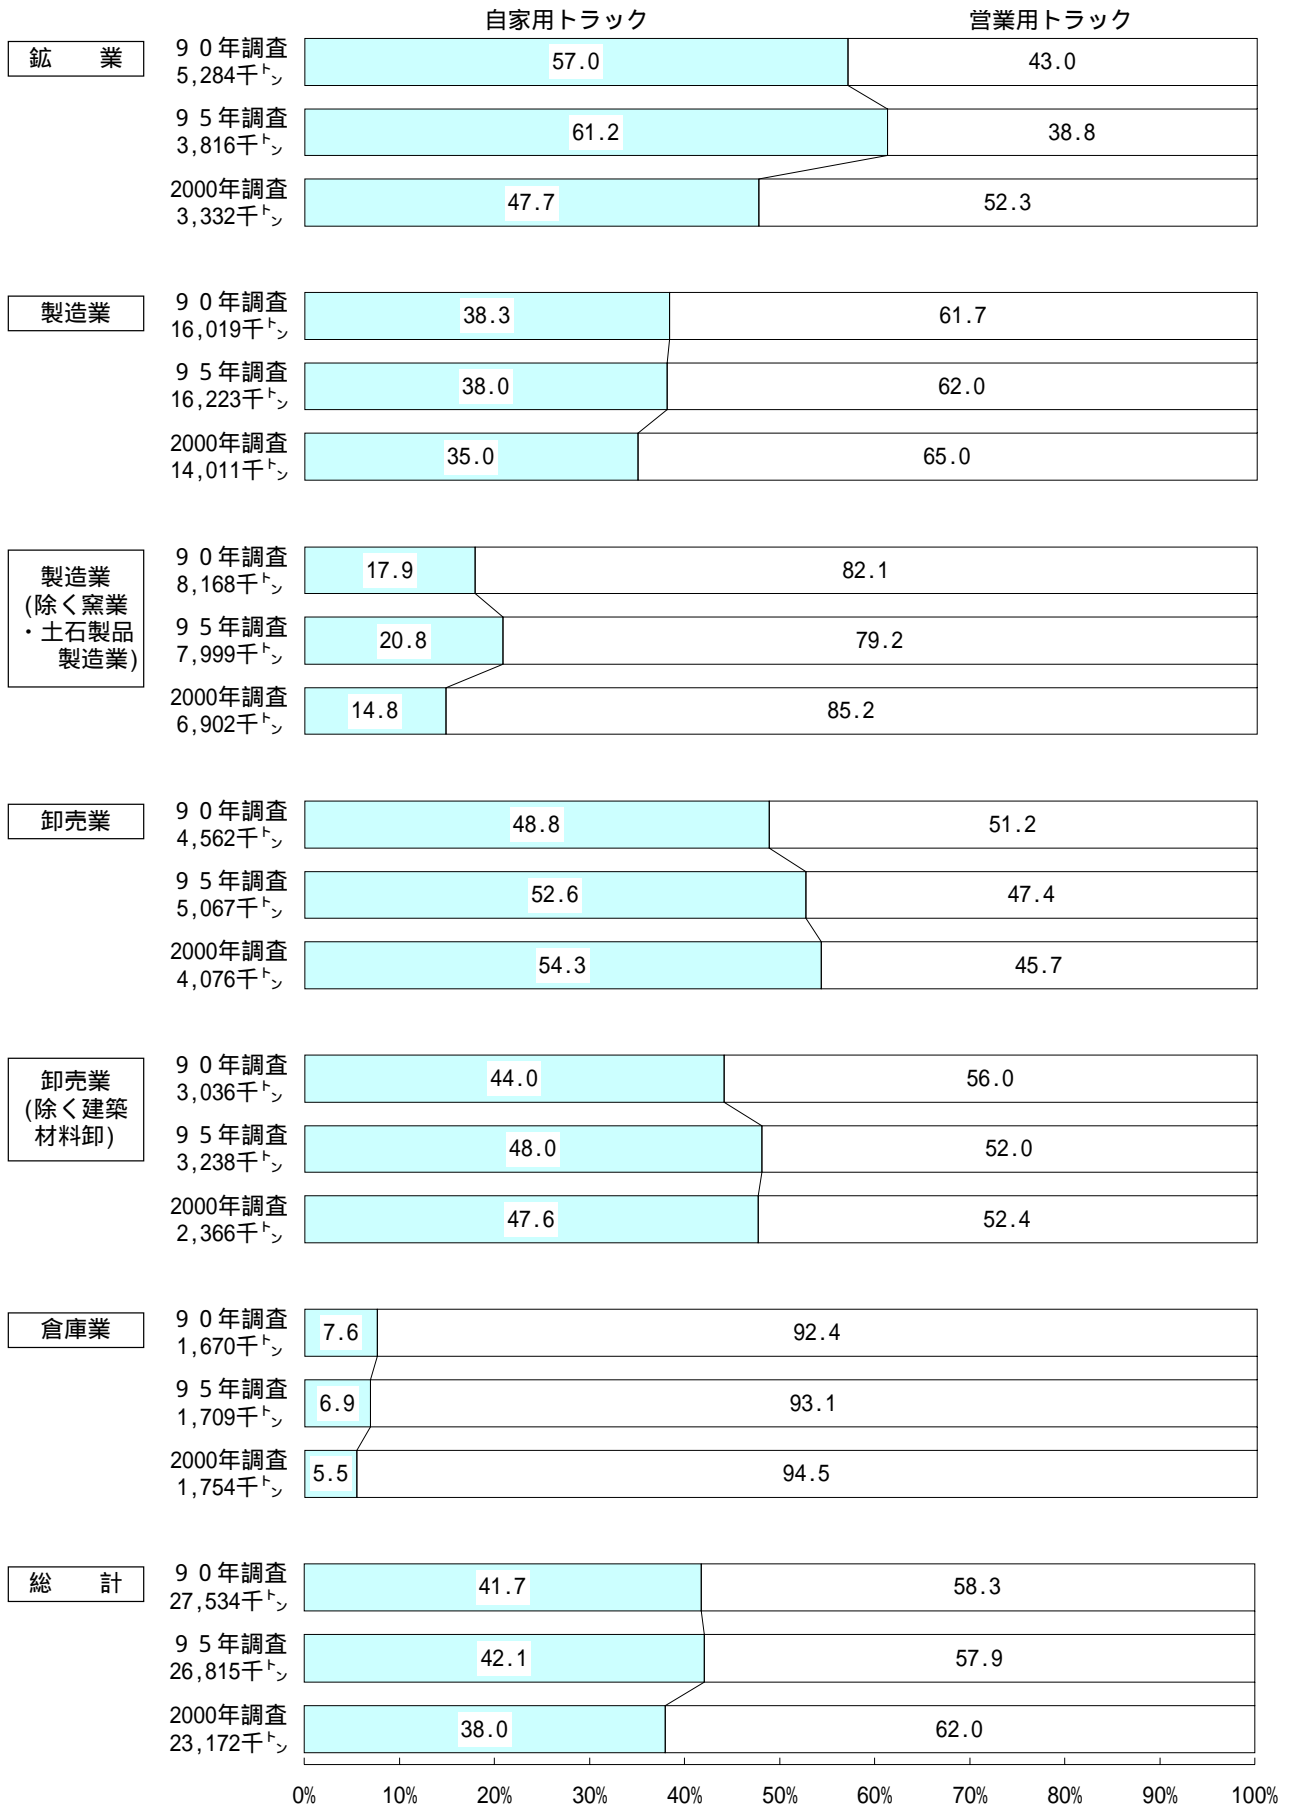 自家用トラック 営業用トラック
鉱　　業
９０年調査
5,284千㌧
57.0 43.0
９５年調査
3,816千㌧
61.2 38.8
2000年調査
3,332千㌧
47.7 52.3
製造業
９０年調査
16,019千㌧
38.3 61.7
９５年調査
16,223千㌧
38.0 62.0
2000年調査
14,011千㌧
35.0 65.0
製造業
(除く窯業
・土石製品
製造業)
９０年調査
8,168千㌧
17.9 82.1
９５年調査
7,999千㌧
20.8 79.2
2000年調査
6,902千㌧
14.8 85.2
卸売業
９０年調査
4,562千㌧
48.8 51.2
９５年調査
5,067千㌧
52.6 47.4
2000年調査
4,076千㌧
54.3 45.7
卸売業
(除く建築
材料卸)
９０年調査
3,036千㌧
44.0 56.0
９５年調査
3,238千㌧
48.0 52.0
2000年調査
2,366千㌧
47.6 52.4
倉庫業
９０年調査
1,670千㌧
7.6 92.4
９５年調査
1,709千㌧
6.9 93.1
2000年調査
1,754千㌧
5.5 94.5
総　　計
９０年調査
27,534千㌧
41.7 58.3
９５年調査
26,815千㌧
42.1 57.9
2000年調査
23,172千㌧
38.0 62.0
0% 10% 20% 30% 40% 50% 60% 70% 80% 90% 100%